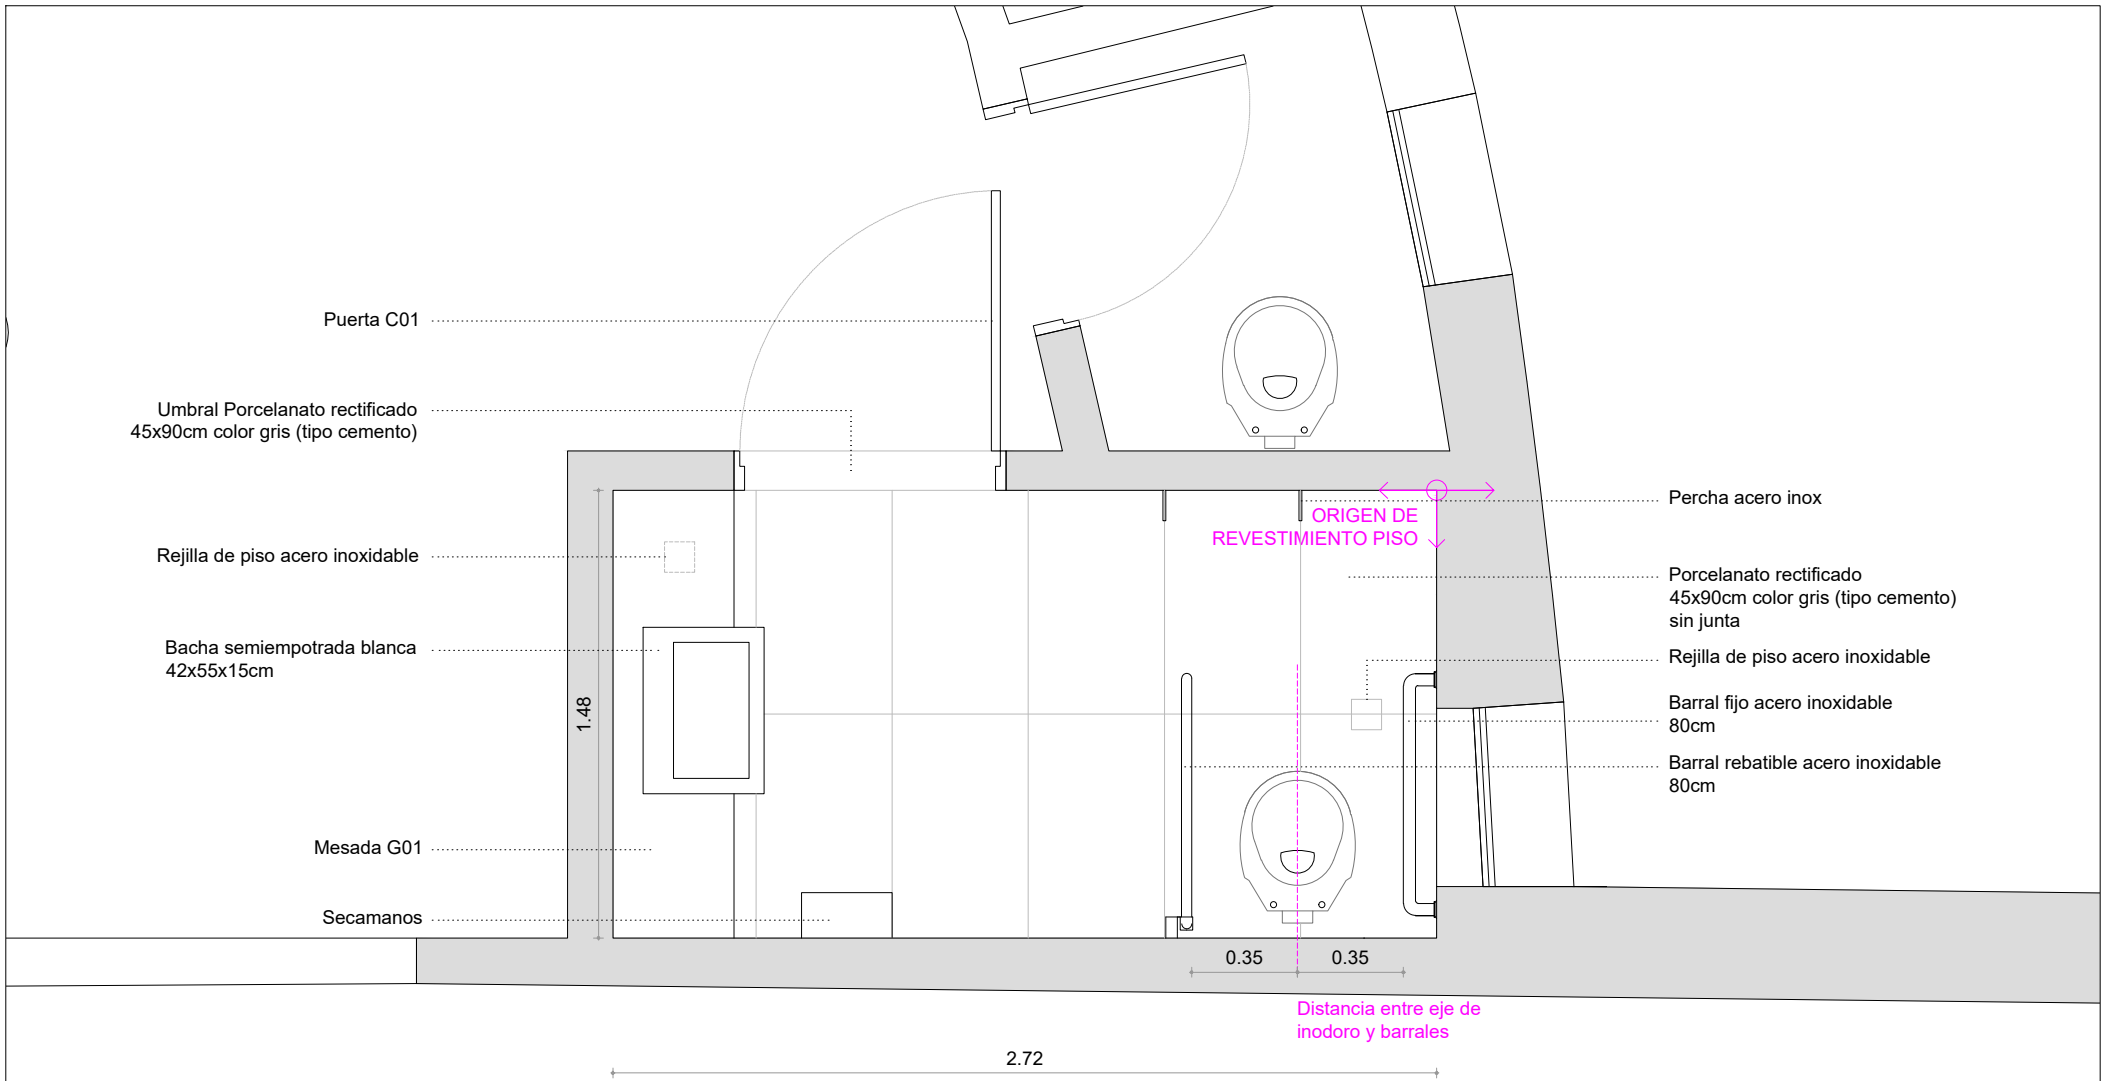 Puerta C01
Umbral Porcelanato rectificado
45x90cm color gris (tipo cemento)
Rejilla de piso acero inoxidable
Bacha semiempotrada blanca
42x55x15cm
Mesada G01
Secamanos
1.48
ORIGEN DE
REVESTIMIENTO PISO
Percha acero inox
Porcelanato rectificado
45x90cm color gris (tipo cemento)
sin junta
Rejilla de piso acero inoxidable
Barral fijo acero inoxidable
80cm
Barral rebatible acero inoxidable
80cm
0.35
0.35
Distancia entre eje de
inodoro y barrales
2.72